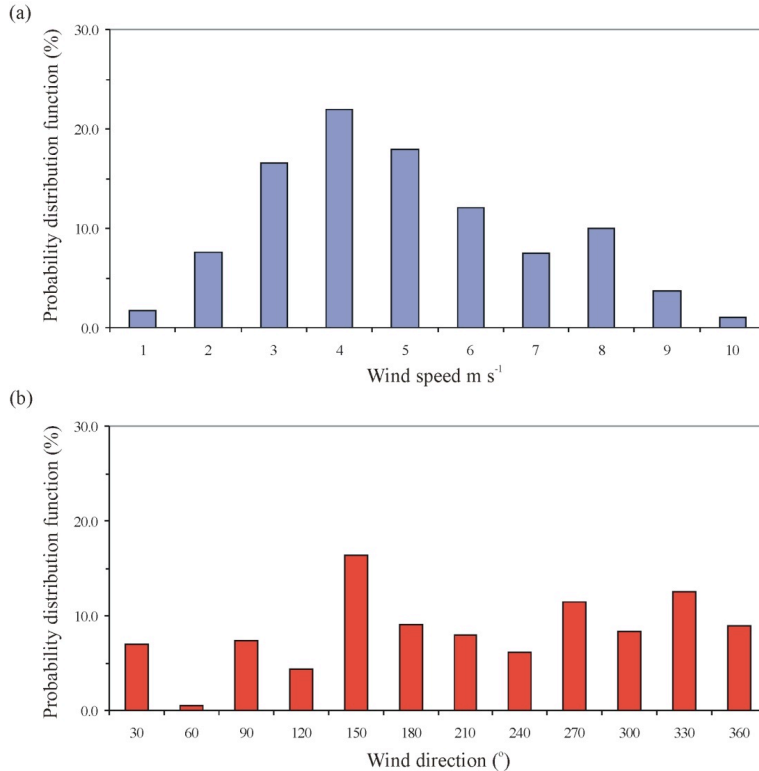 (a)
Probability distribution function (%)
30.0
20.0
10.0
0.0
1 2 3 4 5 6 7 8 9 10
Wind speed m s⁻¹
(b)
Probability distribution function (%)
30.0
20.0
10.0
0.0
30 60 90 120 150 180 210 240 270 300 330 360
Wind direction (°)